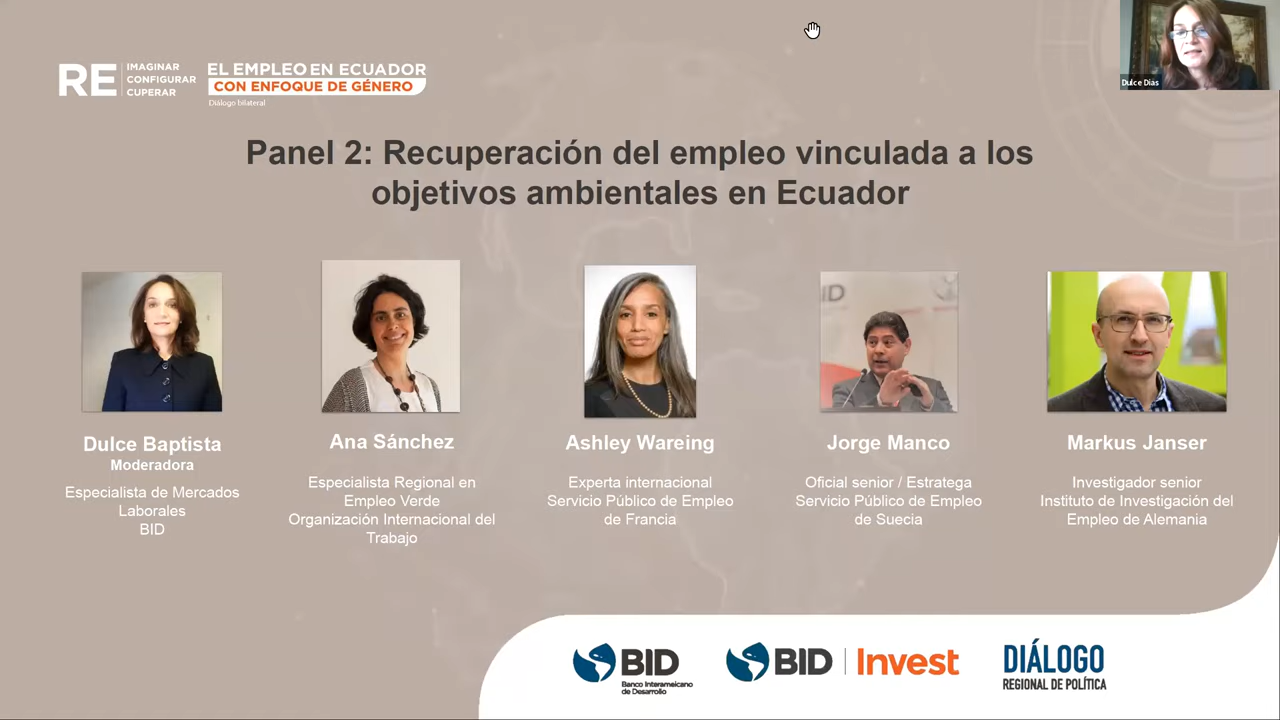 RE
IMAGINAR
CONFIGURAR
CUPERAR
EL EMPLEO EN ECUADOR
CON ENFOQUE DE GÉNERO
Diálogo bilateral
Dulce Dias
Panel 2: Recuperación del empleo vinculada a los
objetivos ambientales en Ecuador
ID
Dulce Baptista
Moderadora
Especialista de Mercados
Laborales
BID
Ana Sánchez
Especialista Regional en
Empleo Verde
Organización Internacional del
Trabajo
Ashley Wareing
Experta internacional
Servicio Público de Empleo
de Francia
Jorge Manco
Oficial senior / Estratega
Servicio Público de Empleo
de Suecia
Markus Janser
Investigador senior
Instituto de Investigación del
Empleo de Alemania
BID
Banco Interamericano
de Desarrollo
BID Invest
DIÁLOGO
REGIONAL DE POLÍTICA